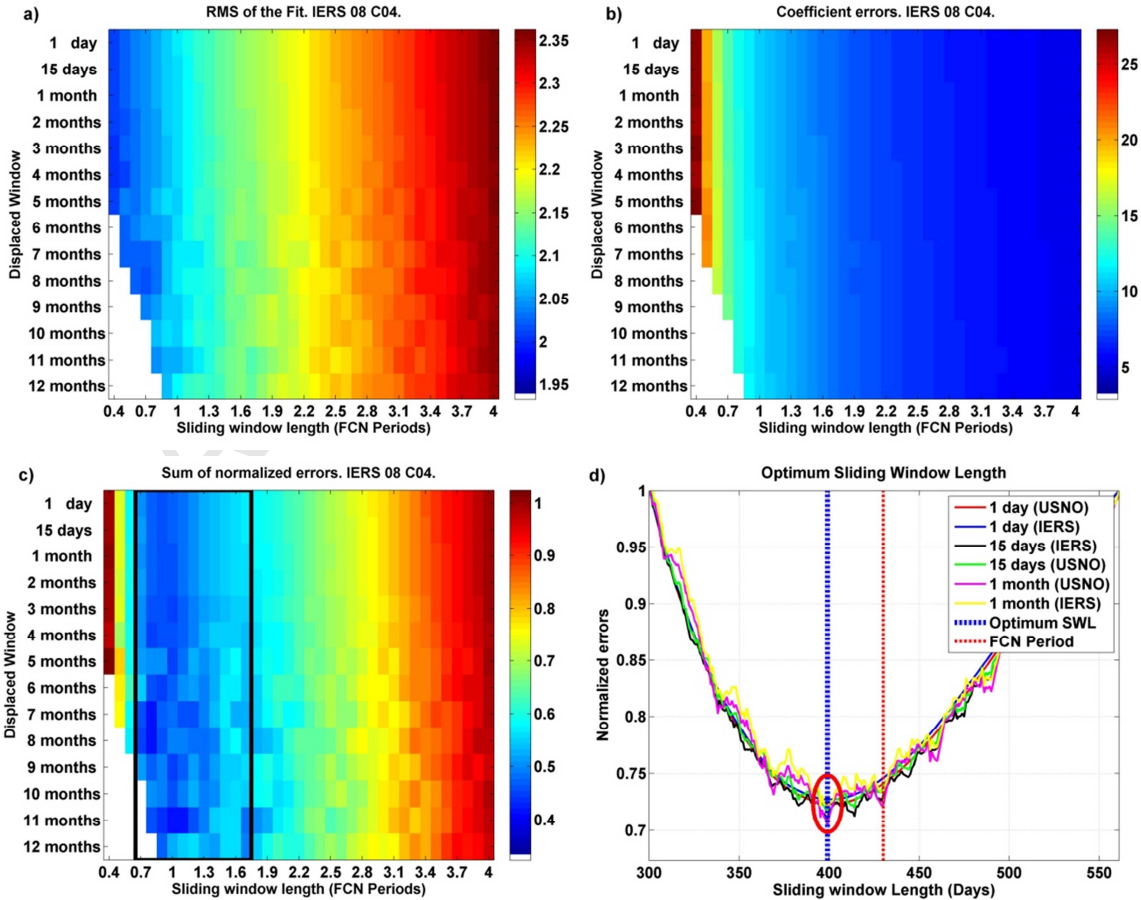 a)
RMS of the Fit. IERS 08 C04.
Displaced Window
1 day
15 days
1 month
2 months
3 months
4 months
5 months
6 months
7 months
8 months
9 months
10 months
11 months
12 months
0.4 0.7 1 1.3 1.6 1.9 2.2 2.5 2.8 3.1 3.4 3.7 4
Sliding window length (FCN Periods)
2.35
2.3
2.25
2.2
2.15
2.1
2.05
2
1.95
b)
Coefficient errors. IERS 08 C04.
Displaced Window
1 day
15 days
1 month
2 months
3 months
4 months
5 months
6 months
7 months
8 months
9 months
10 months
11 months
12 months
0.4 0.7 1 1.3 1.6 1.9 2.2 2.5 2.8 3.1 3.4 3.7 4
Sliding window length (FCN Periods)
25
20
15
10
5
c)
Sum of normalized errors. IERS 08 C04.
Displaced Window
1 day
15 days
1 month
2 months
3 months
4 months
5 months
6 months
7 months
8 months
9 months
10 months
11 months
12 months
0.4 0.7 1 1.3 1.6 1.9 2.2 2.5 2.8 3.1 3.4 3.7 4
Sliding window length (FCN Periods)
1
0.9
0.8
0.7
0.6
0.5
0.4
d)
Optimum Sliding Window Length
Normalized errors
1
0.95
0.9
0.85
0.8
0.75
0.7
300 350 400 450 500 550
Sliding window Length (Days)
1 day (USNO)
1 day (IERS)
15 days (IERS)
15 days (USNO)
1 month (USNO)
1 month (IERS)
Optimum SWL
FCN Period